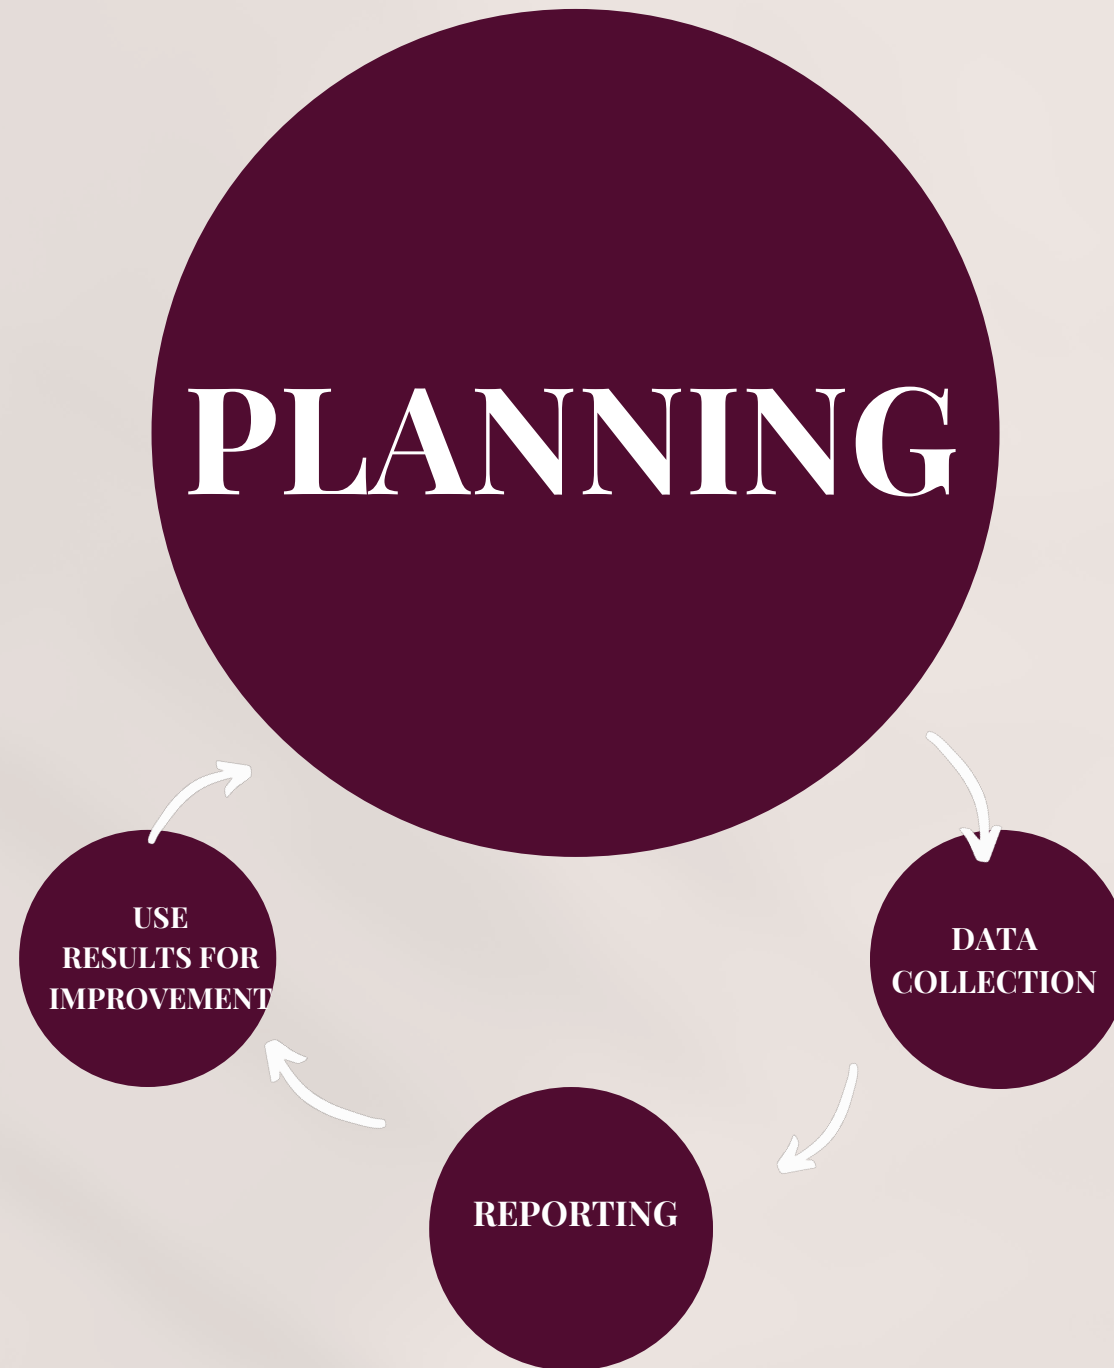 PLANNING
DATA
COLLECTION
REPORTING
USE
RESULTS FOR
IMPROVEMENT